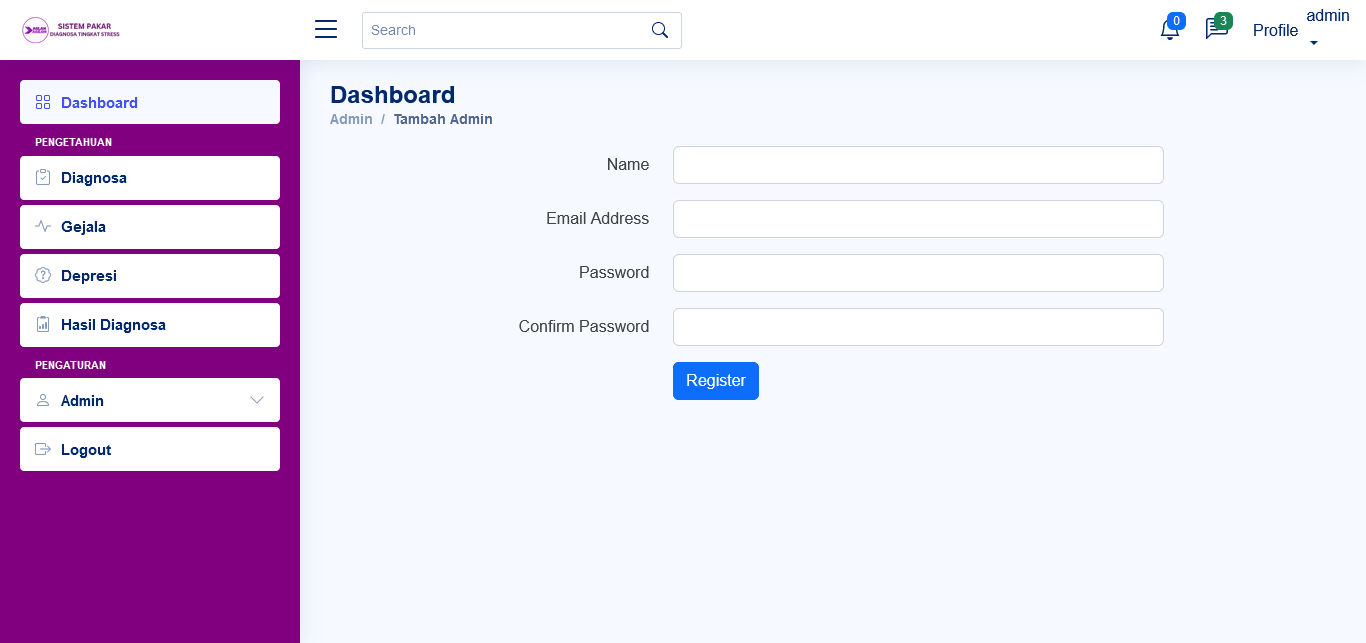 SISTEM PAKAR
DIAGNOSA TINGKAT STRESS
Search
0
3
Profile
admin
Dashboard
PENGETAHUAN
Diagnosa
Gejala
Depresi
Hasil Diagnosa
PENGATURAN
Admin
Logout
Dashboard
Admin / Tambah Admin
Name
Email Address
Password
Confirm Password
Register